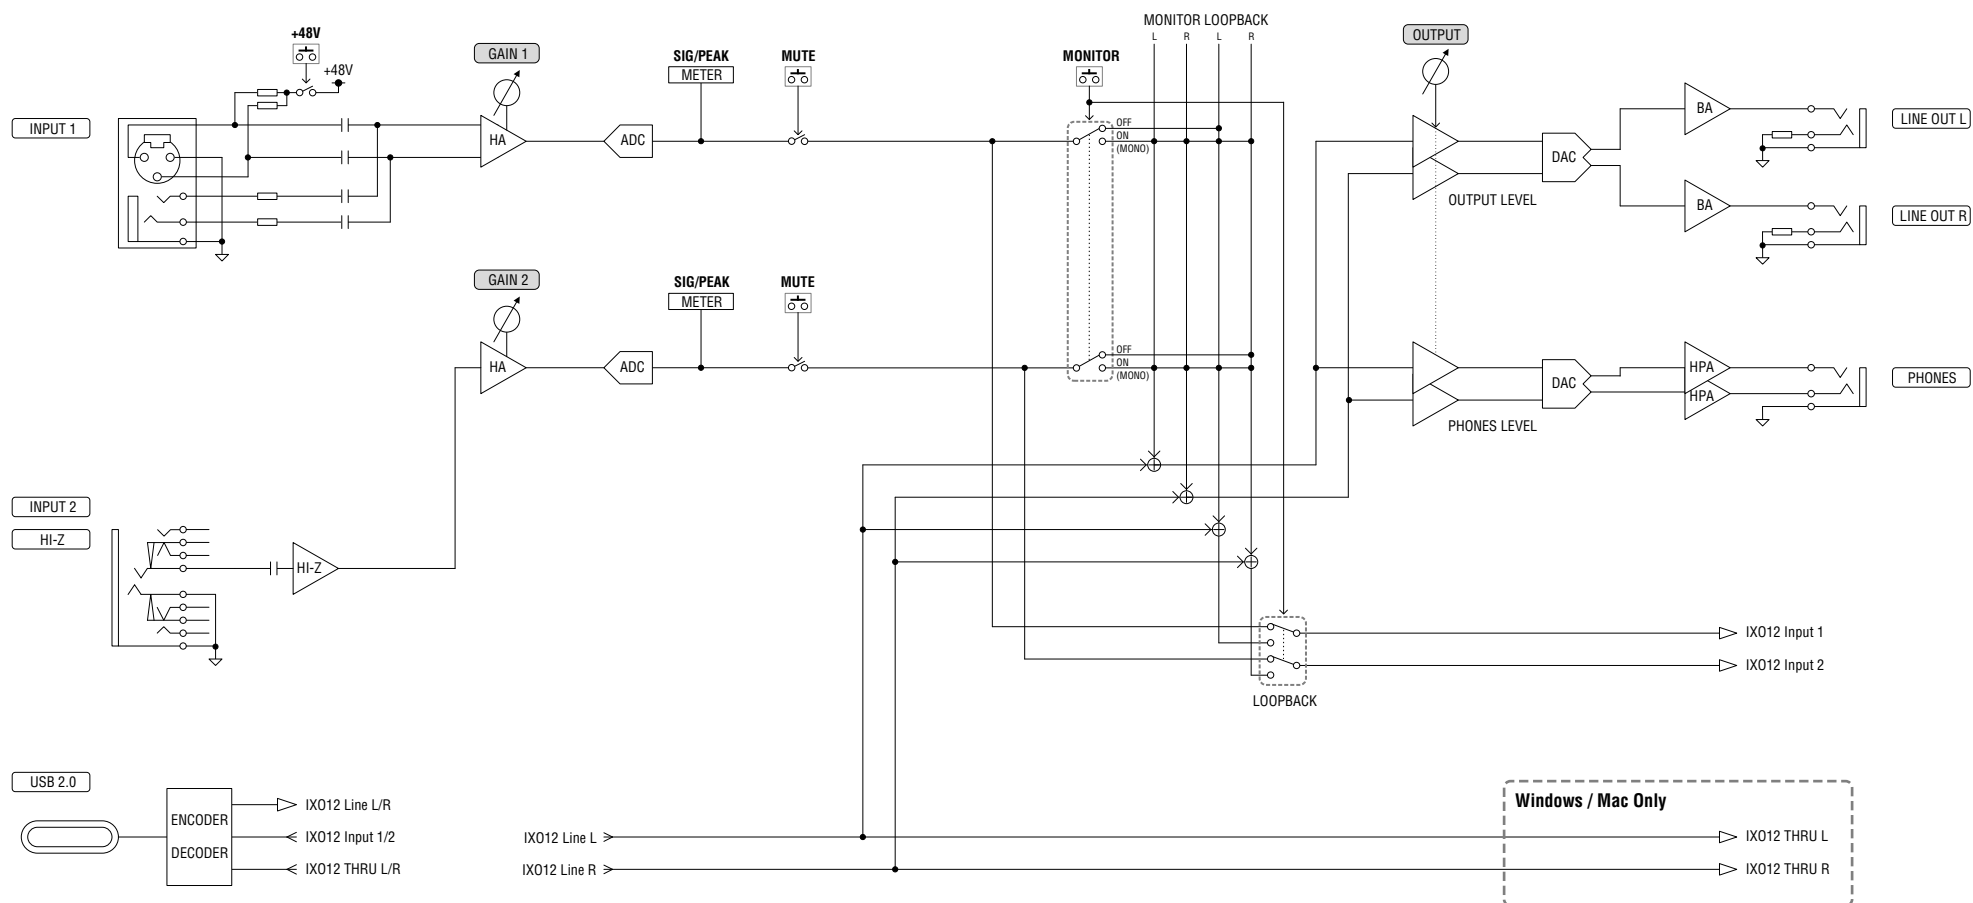 MONITOR LOOPBACK
L R L R
+48V
+48V
GAIN 1
SIG/PEAK
METER
MUTE
MONITOR
OUTPUT
INPUT 1
HA
ADC
OFF
ON
(MONO)
DAC
BA
LINE OUT L
OUTPUT LEVEL
BA
LINE OUT R
GAIN 2
SIG/PEAK
METER
MUTE
HA
ADC
OFF
ON
(MONO)
DAC
HPA
HPA
PHONES
PHONES LEVEL
INPUT 2
HI-Z
HI-Z
IXO12 Input 1
IXO12 Input 2
LOOPBACK
USB 2.0
ENCODER
DECODER
IXO12 Line L/R
IXO12 Input 1/2
IXO12 THRU L/R
IXO12 Line L
IXO12 Line R
Windows / Mac Only
IXO12 THRU L
IXO12 THRU R